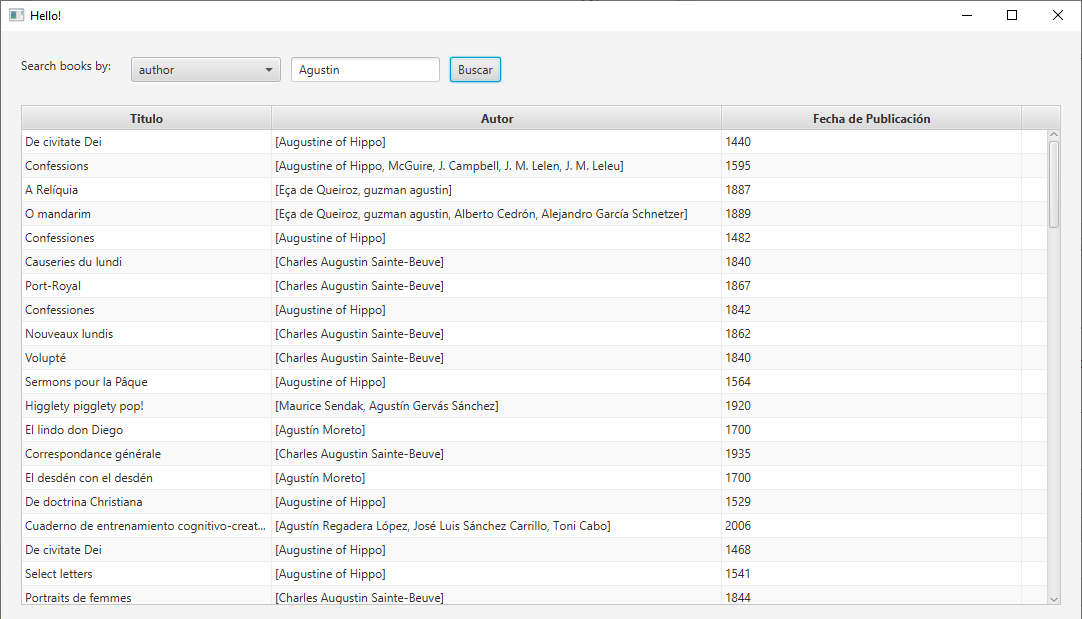 Hello!
Search books by: author Agustin Buscar
Titulo Autor Fecha de Publicación
De civitate Dei [Augustine of Hippo] 1440
Confessions [Augustine of Hippo, McGuire, J. Campbell, J. M. Lelen, J. M. Leleu] 1595
A Relíquia [Eça de Queiroz, guzman agustin] 1887
O mandarim [Eça de Queiroz, guzman agustin, Alberto Cedrón, Alejandro García Schnetzer] 1889
Confessiones [Augustine of Hippo] 1482
Causeries du lundi [Charles Augustin Sainte-Beuve] 1840
Port-Royal [Charles Augustin Sainte-Beuve] 1867
Confessiones [Augustine of Hippo] 1842
Nouveaux lundis [Charles Augustin Sainte-Beuve] 1862
Volupté [Charles Augustin Sainte-Beuve] 1840
Sermons pour la Pâque [Augustine of Hippo] 1564
Higglety pigglety pop! [Maurice Sendak, Agustín Gervás Sánchez] 1920
El lindo don Diego [Agustín Moreto] 1700
Correspondance générale [Charles Augustin Sainte-Beuve] 1935
El desdén con el desdén [Agustín Moreto] 1700
De doctrina Christiana [Augustine of Hippo] 1529
Cuaderno de entrenamiento cognitivo-creat... [Agustín Regadera López, José Luis Sánchez Carrillo, Toni Cabo] 2006
De civitate Dei [Augustine of Hippo] 1468
Select letters [Augustine of Hippo] 1541
Portraits de femmes [Charles Augustin Sainte-Beuve] 1844